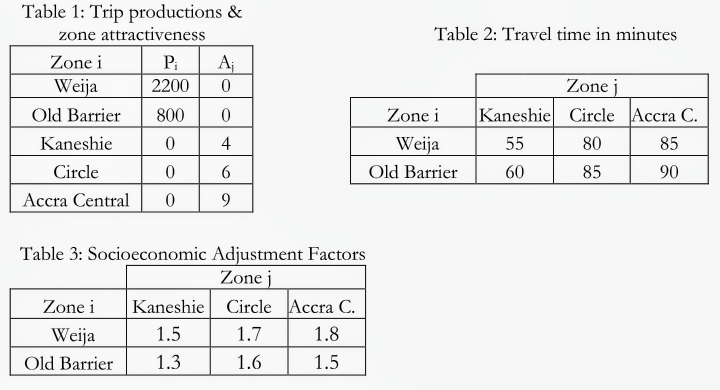 Table 1: Trip productions &
zone attractiveness
Zone i Pi Aj
Weija 2200 0
Old Barrier 800 0
Kaneshie 0 4
Circle 0 6
Accra Central 0 9
Table 2: Travel time in minutes
Zone j
Zone i Kaneshie Circle Accra C.
Weija 55 80 85
Old Barrier 60 85 90
Table 3: Socioeconomic Adjustment Factors
Zone j
Zone i Kaneshie Circle Accra C.
Weija 1.5 1.7 1.8
Old Barrier 1.3 1.6 1.5